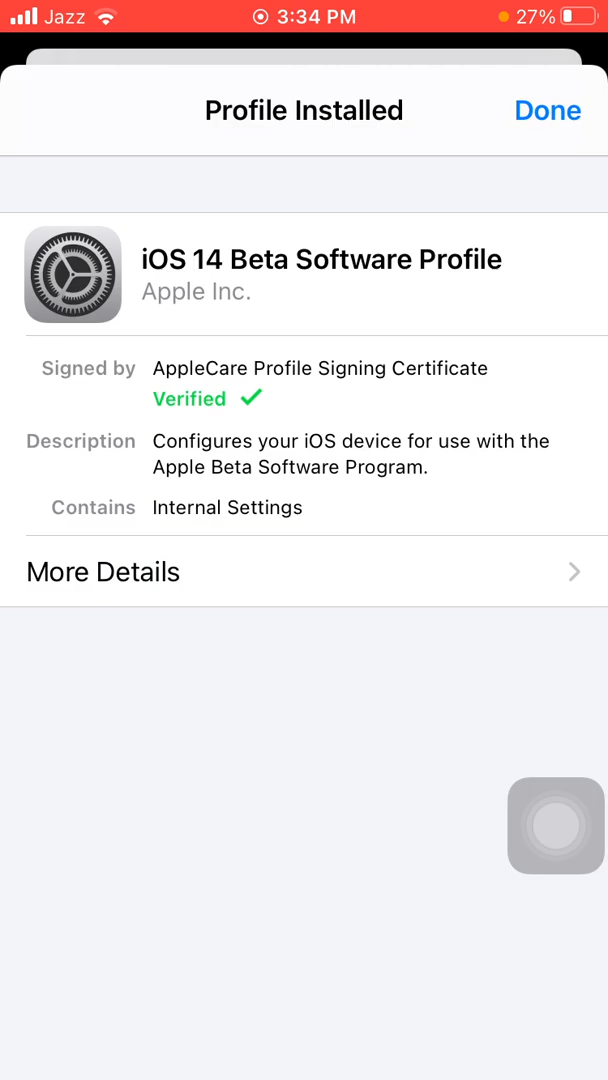 Jazz 3:34 PM 27%
Profile Installed Done
iOS 14 Beta Software Profile
Apple Inc.
Signed by AppleCare Profile Signing Certificate
Verified
Description Configures your iOS device for use with the
Apple Beta Software Program.
Contains Internal Settings
More Details